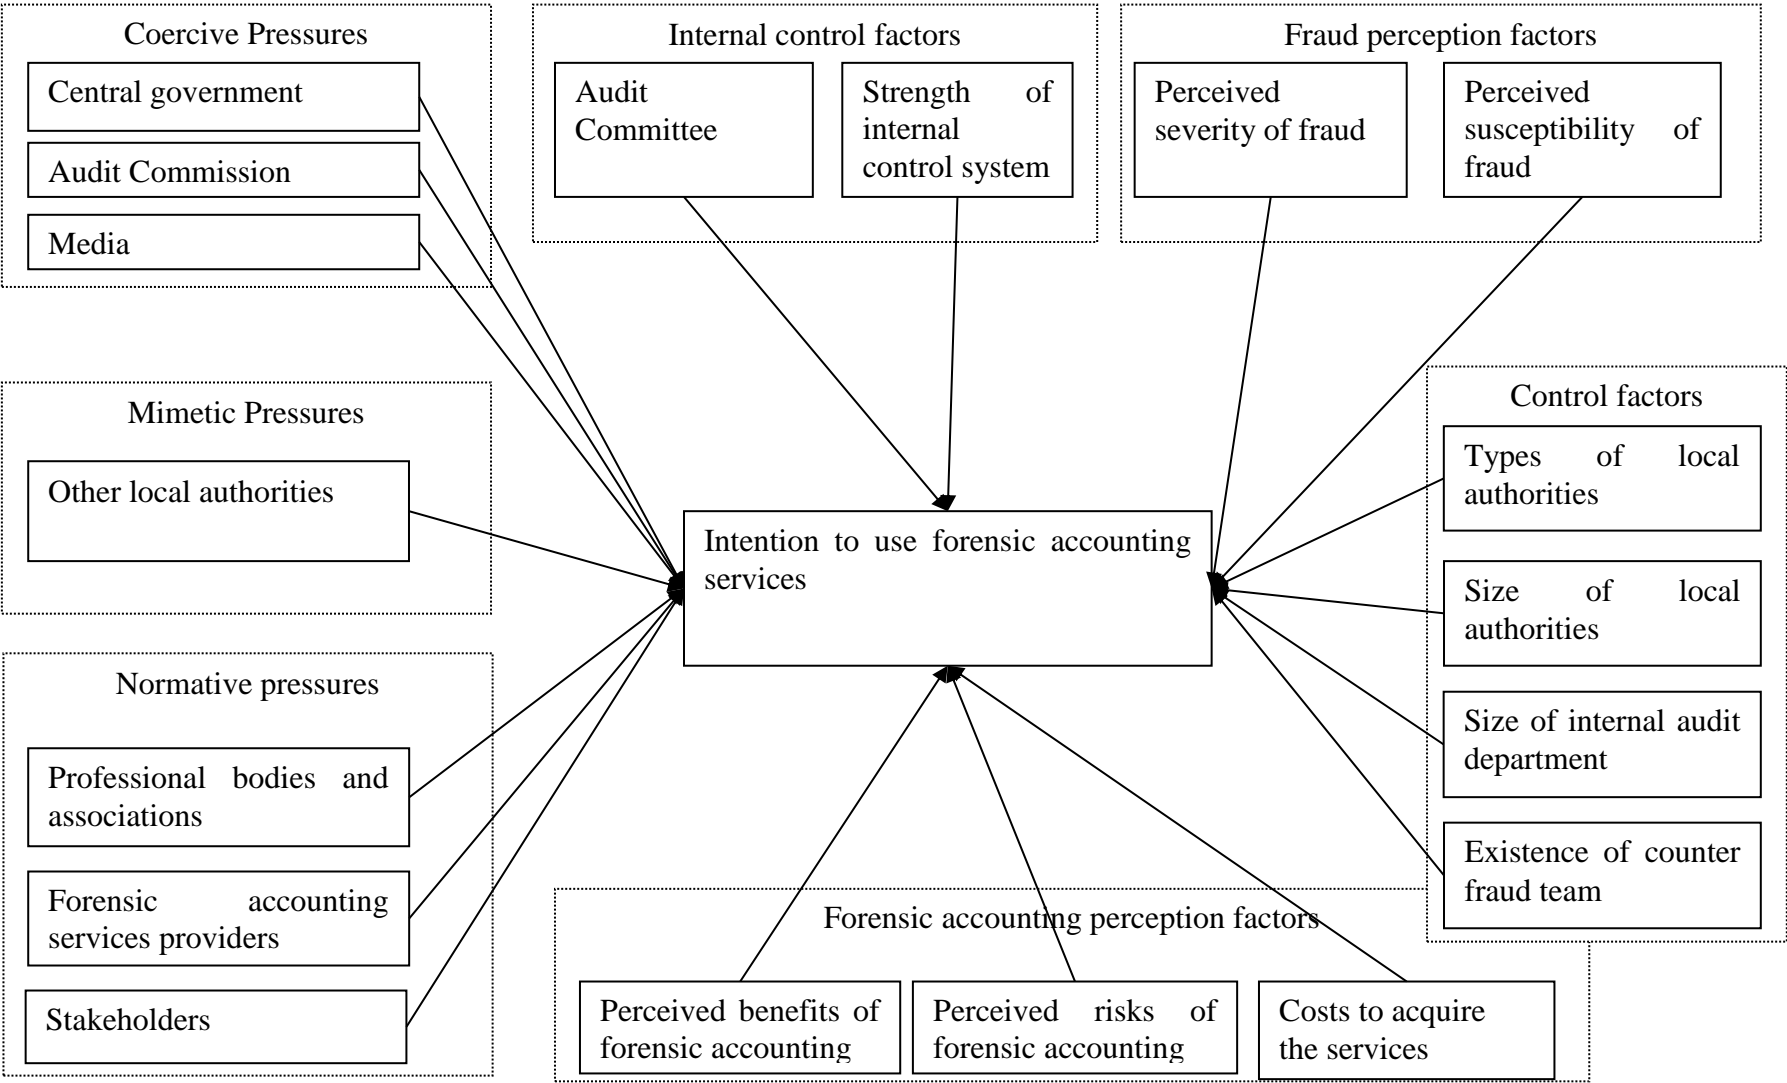 Coercive Pressures
Central government
Audit Commission
Media
Internal control factors
Audit
Committee
Strength of
internal
control system
Fraud perception factors
Perceived
severity of fraud
Perceived
susceptibility of
fraud
Mimetic Pressures
Other local authorities
Intention to use forensic accounting
services
Control factors
Types of local
authorities
Size of local
authorities
Size of internal audit
department
Existence of counter
fraud team
Normative pressures
Professional bodies and
associations
Forensic accounting
services providers
Stakeholders
Forensic accounting perception factors
Perceived benefits of
forensic accounting
Perceived risks of
forensic accounting
Costs to acquire
the services